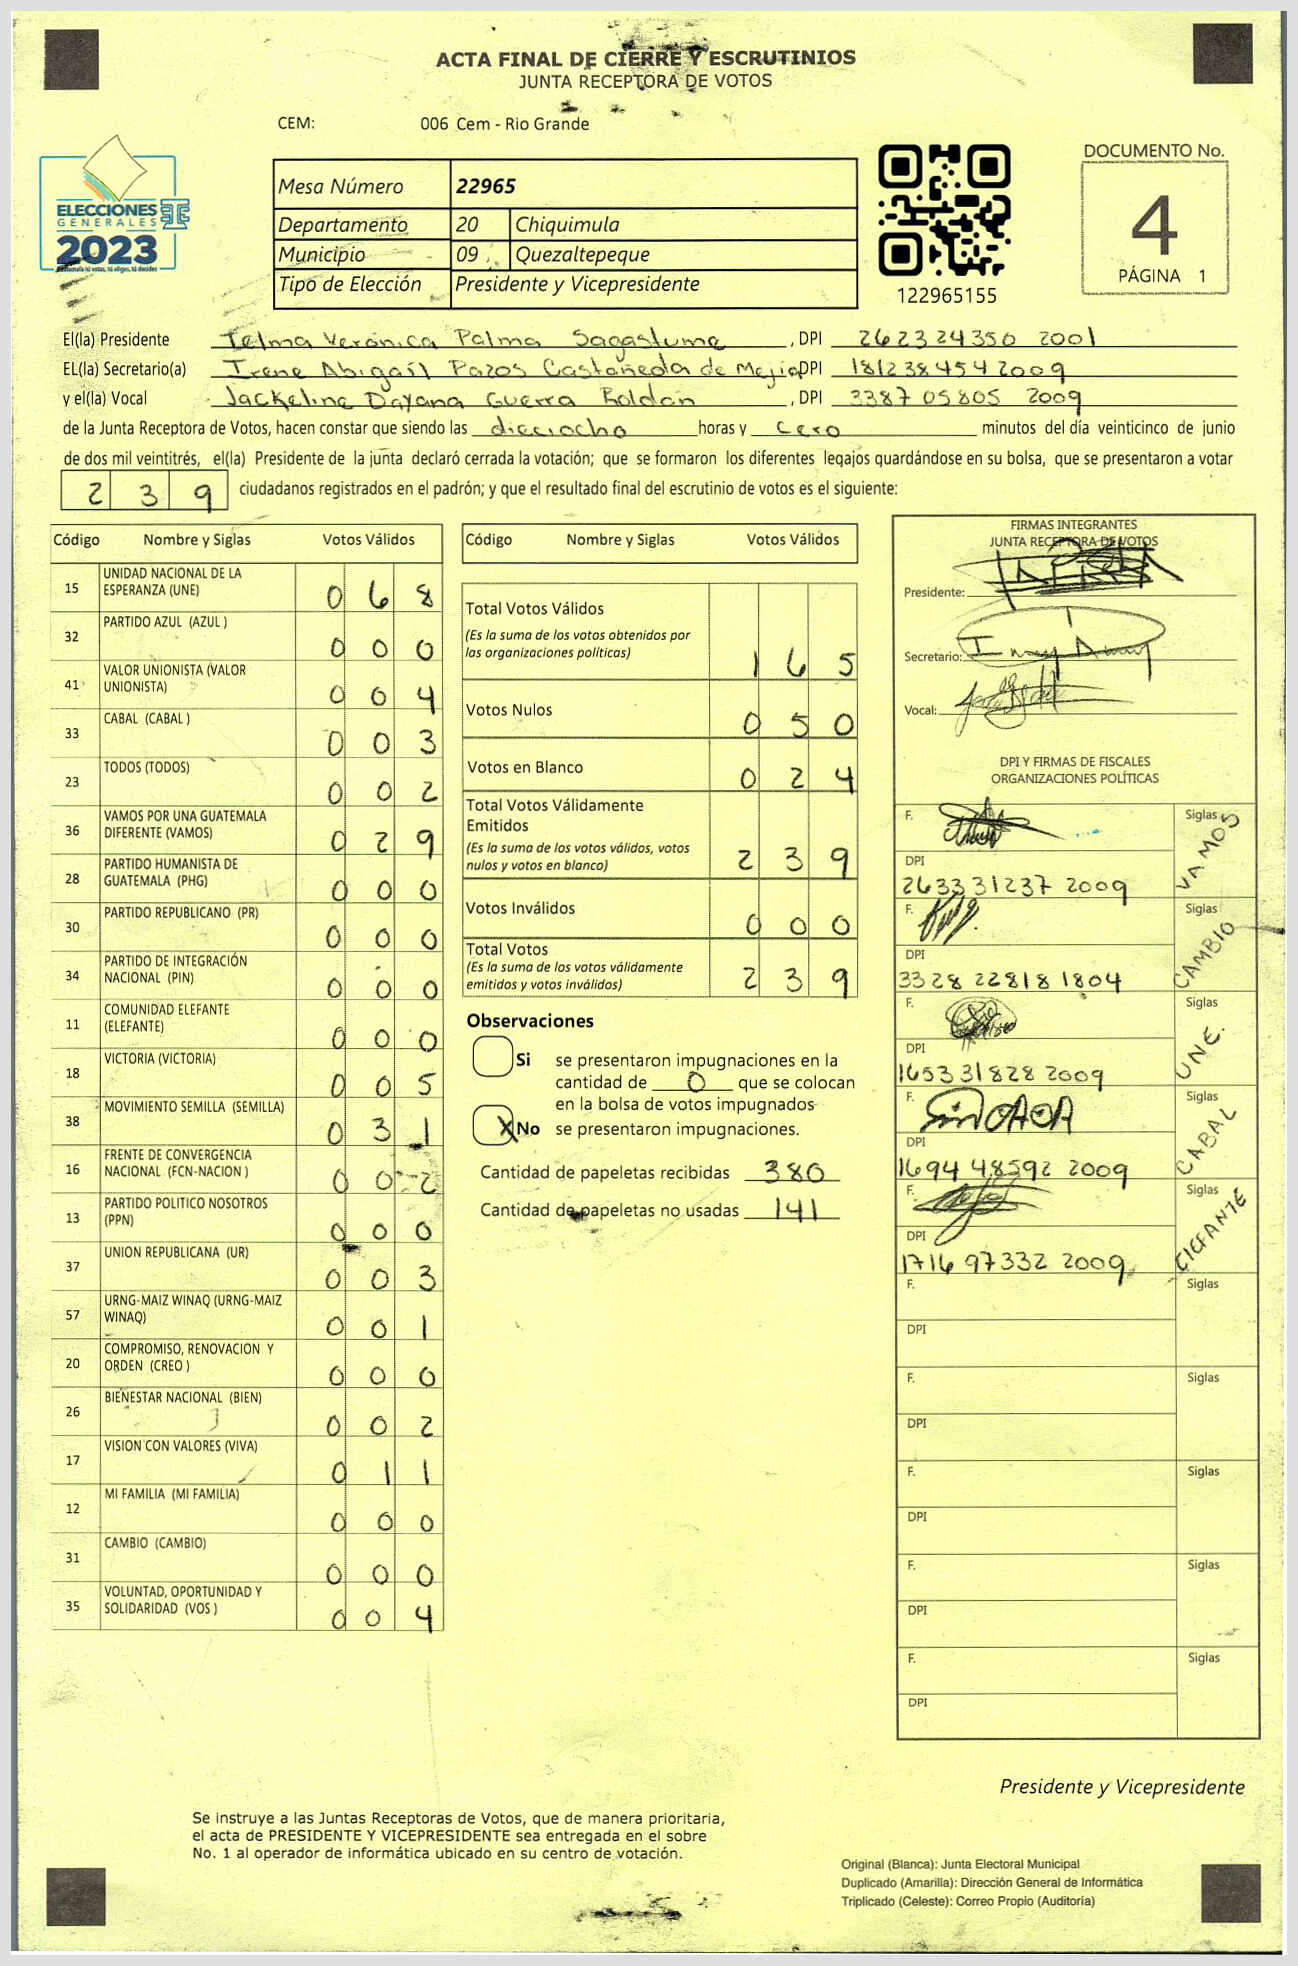 ACTA FINAL DE CIERRE Y ESCRUTINIOS
JUNTA RECEPTORA DE VOTOS
CEM: 006 Cem - Rio Grande
ELECCIONES
GENERALES
2023
Guatemala tú votas, tú eliges, tú decides
Mesa Número 22965
Departamento 20 Chiquimula
Municipio 09 Quezaltepeque
Tipo de Elección Presidente y Vicepresidente
122965155
DOCUMENTO No.
4
PÁGINA 1
El(la) Presidente Telma Verónica Palma Sagastume, DPI 262324350 2001
EL(la) Secretario(a) Irene Abigaíl Pazos Castañeda de Mejia, DPI 181238454 2009
y el(la) Vocal Jackeline Dayana Guerra Roldán, DPI 3387 05805 2009
de la Junta Receptora de Votos, hacen constar que siendo las dieciocho horas y cero minutos del día veinticinco de junio
de dos mil veintitrés, el(la) Presidente de la junta declaró cerrada la votación; que se formaron los diferentes legajos guardándose en su bolsa, que se presentaron a votar
2 3 9 ciudadanos registrados en el padrón; y que el resultado final del escrutinio de votos es el siguiente:
Código Nombre y Siglas Votos Válidos
15 UNIDAD NACIONAL DE LA ESPERANZA (UNE) 0 6 8
32 PARTIDO AZUL (AZUL ) 0 0 0
41 VALOR UNIONISTA (VALOR UNIONISTA) 0 0 4
33 CABAL (CABAL ) 0 0 3
23 TODOS (TODOS) 0 0 2
36 VAMOS POR UNA GUATEMALA DIFERENTE (VAMOS) 0 2 9
28 PARTIDO HUMANISTA DE GUATEMALA (PHG) 0 0 0
30 PARTIDO REPUBLICANO (PR) 0 0 0
34 PARTIDO DE INTEGRACIÓN NACIONAL (PIN) 0 0 0
11 COMUNIDAD ELEFANTE (ELEFANTE) 0 0 0
18 VICTORIA (VICTORIA) 0 0 5
38 MOVIMIENTO SEMILLA (SEMILLA) 0 3 1
16 FRENTE DE CONVERGENCIA NACIONAL (FCN-NACION ) 0 0 2
13 PARTIDO POLITICO NOSOTROS (PPN) 0 0 0
37 UNION REPUBLICANA (UR) 0 0 3
57 URNG-MAIZ WINAQ (URNG-MAIZ WINAQ) 0 0 1
20 COMPROMISO, RENOVACION Y ORDEN (CREO ) 0 0 0
26 BIENESTAR NACIONAL (BIEN) 0 0 2
17 VISION CON VALORES (VIVA) 0 1 1
12 MI FAMILIA (MI FAMILIA) 0 0 0
31 CAMBIO (CAMBIO) 0 0 0
35 VOLUNTAD, OPORTUNIDAD Y SOLIDARIDAD (VOS ) 0 0 4
Código Nombre y Siglas Votos Válidos
Total Votos Válidos
(Es la suma de los votos obtenidos por
las organizaciones políticas) 1 6 5
Votos Nulos 0 5 0
Votos en Blanco 0 2 4
Total Votos Válidamente
Emitidos
(Es la suma de los votos válidos, votos
nulos y votos en blanco) 2 3 9
Votos Inválidos 0 0 0
Total Votos
(Es la suma de los votos válidamente
emitidos y votos inválidos) 2 3 9
Observaciones
Si se presentaron impugnaciones en la
cantidad de 0 que se colocan
en la bolsa de votos impugnados
X No se presentaron impugnaciones.
Cantidad de papeletas recibidas 380
Cantidad de papeletas no usadas 141
FIRMAS INTEGRANTES
JUNTA RECEPTORA DE VOTOS
Presidente:
Secretario:
Vocal:
DPI Y FIRMAS DE FISCALES
ORGANIZACIONES POLÍTICAS
F. Siglas VAMOS
DPI
2633 31237 2009
F. Siglas CAMBIO
DPI
3328 22818 1804
F. Siglas UNE.
DPI
1653 31828 2009
F. Siglas CABAL
DPI
1694 48592 2009
F. Siglas
DPI
1716 97332 2009
F. Siglas
DPI
F. Siglas
DPI
F. Siglas
DPI
F. Siglas
DPI
F. Siglas
DPI
Presidente y Vicepresidente
Se instruye a las Juntas Receptoras de Votos, que de manera prioritaria,
el acta de PRESIDENTE Y VICEPRESIDENTE sea entregada en el sobre
No. 1 al operador de informática ubicado en su centro de votación.
Original (Blanca): Junta Electoral Municipal
Duplicado (Amarilla): Dirección General de Informática
Triplicado (Celeste): Correo Propio (Auditoría)